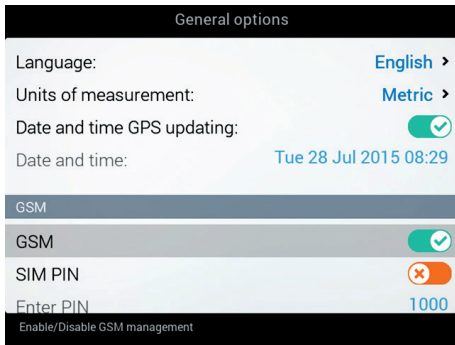 General options
Language: English >
Units of measurement: Metric >
Date and time GPS updating:
Date and time: Tue 28 Jul 2015 08:29
GSM
GSM
SIM PIN
Enter PIN 1000
Enable/Disable GSM management